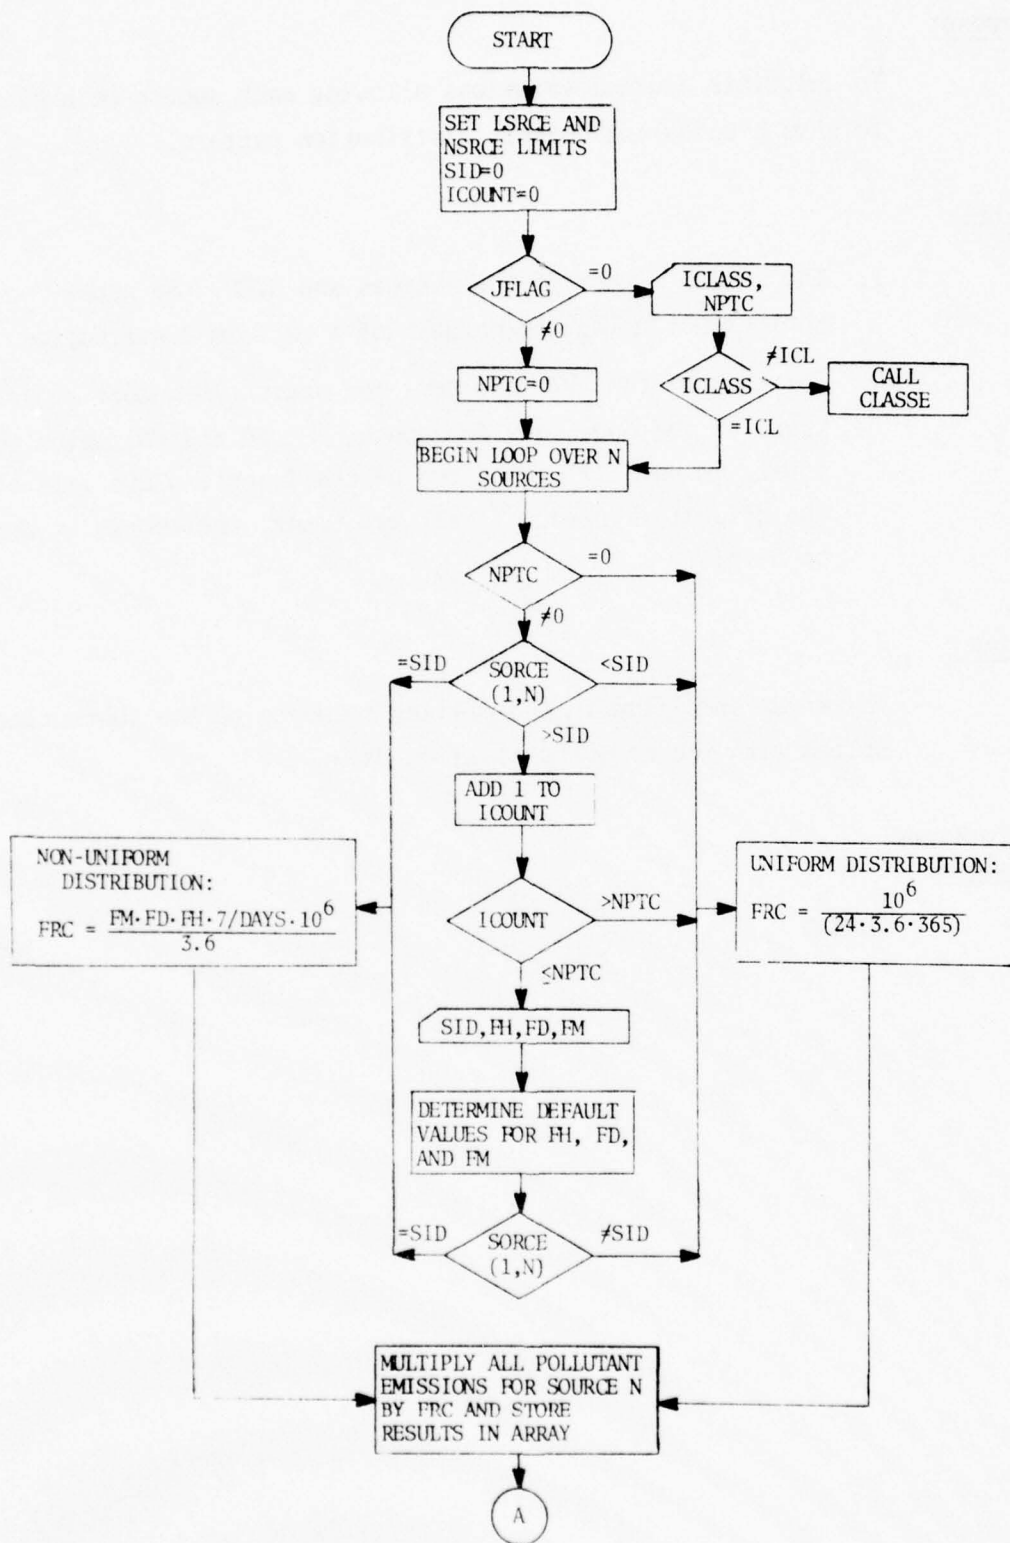 START
SET LSRCE AND
NSRCE LIMITS
SID=0
ICOUNT=0
JFLAG
=0
ICLASS,
NPTC
≠0
NPTC=0
ICLASS
≠ICL
CALL
CLASSE
=ICL
BEGIN LOOP OVER N
SOURCES
NPTC
=0
≠0
=SID
SORCE
(1,N)
<SID
>SID
ADD 1 TO
ICOUNT
NON-UNIFORM
DISTRIBUTION:
FRC = FM·FD·FH·7/DAYS·10^6
3.6
ICOUNT
>NPTC
UNIFORM DISTRIBUTION:
FRC = 10^6
(24·3.6·365)
≤NPTC
SID,FH,FD,FM
DETERMINE DEFAULT
VALUES FOR FH, FD,
AND FM
=SID
SORCE
(1,N)
≠SID
MULTIPLY ALL POLLUTANT
EMISSIONS FOR SOURCE N
BY FRC AND STORE
RESULTS IN ARRAY
A